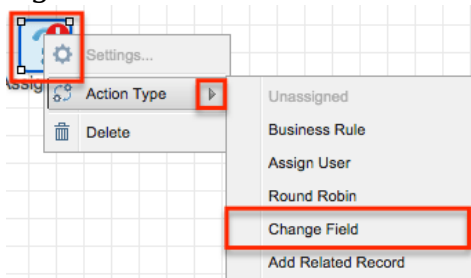 Settings...
Action Type
Delete
Unassigned
Business Rule
Assign User
Round Robin
Change Field
Add Related Record